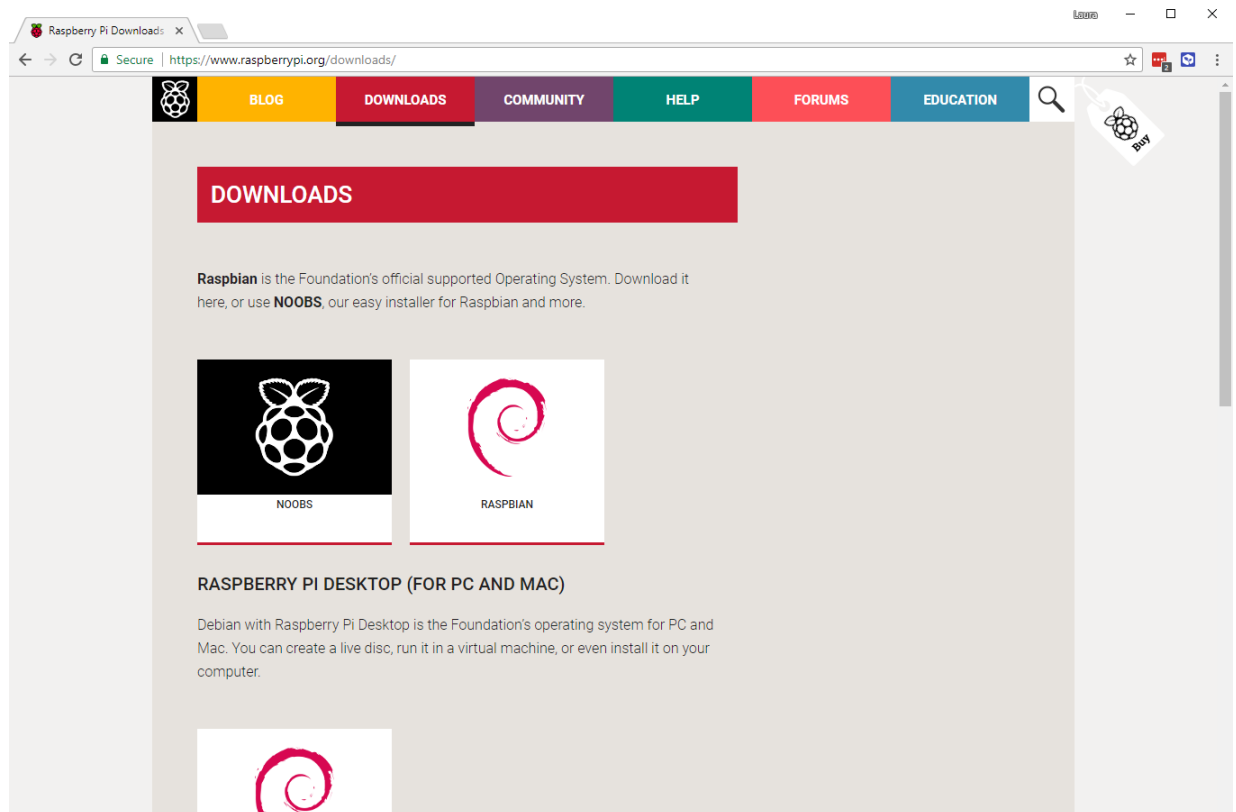 Laura
Raspberry Pi Downloads
Secure https://www.raspberrypi.org/downloads/
2
BLOG DOWNLOADS COMMUNITY HELP FORUMS EDUCATION
Buy
DOWNLOADS
Raspbian is the Foundation's official supported Operating System. Download it
here, or use NOOBS, our easy installer for Raspbian and more.
NOOBS RASPBIAN
RASPBERRY PI DESKTOP (FOR PC AND MAC)
Debian with Raspberry Pi Desktop is the Foundation's operating system for PC and
Mac. You can create a live disc, run it in a virtual machine, or even install it on your
computer.